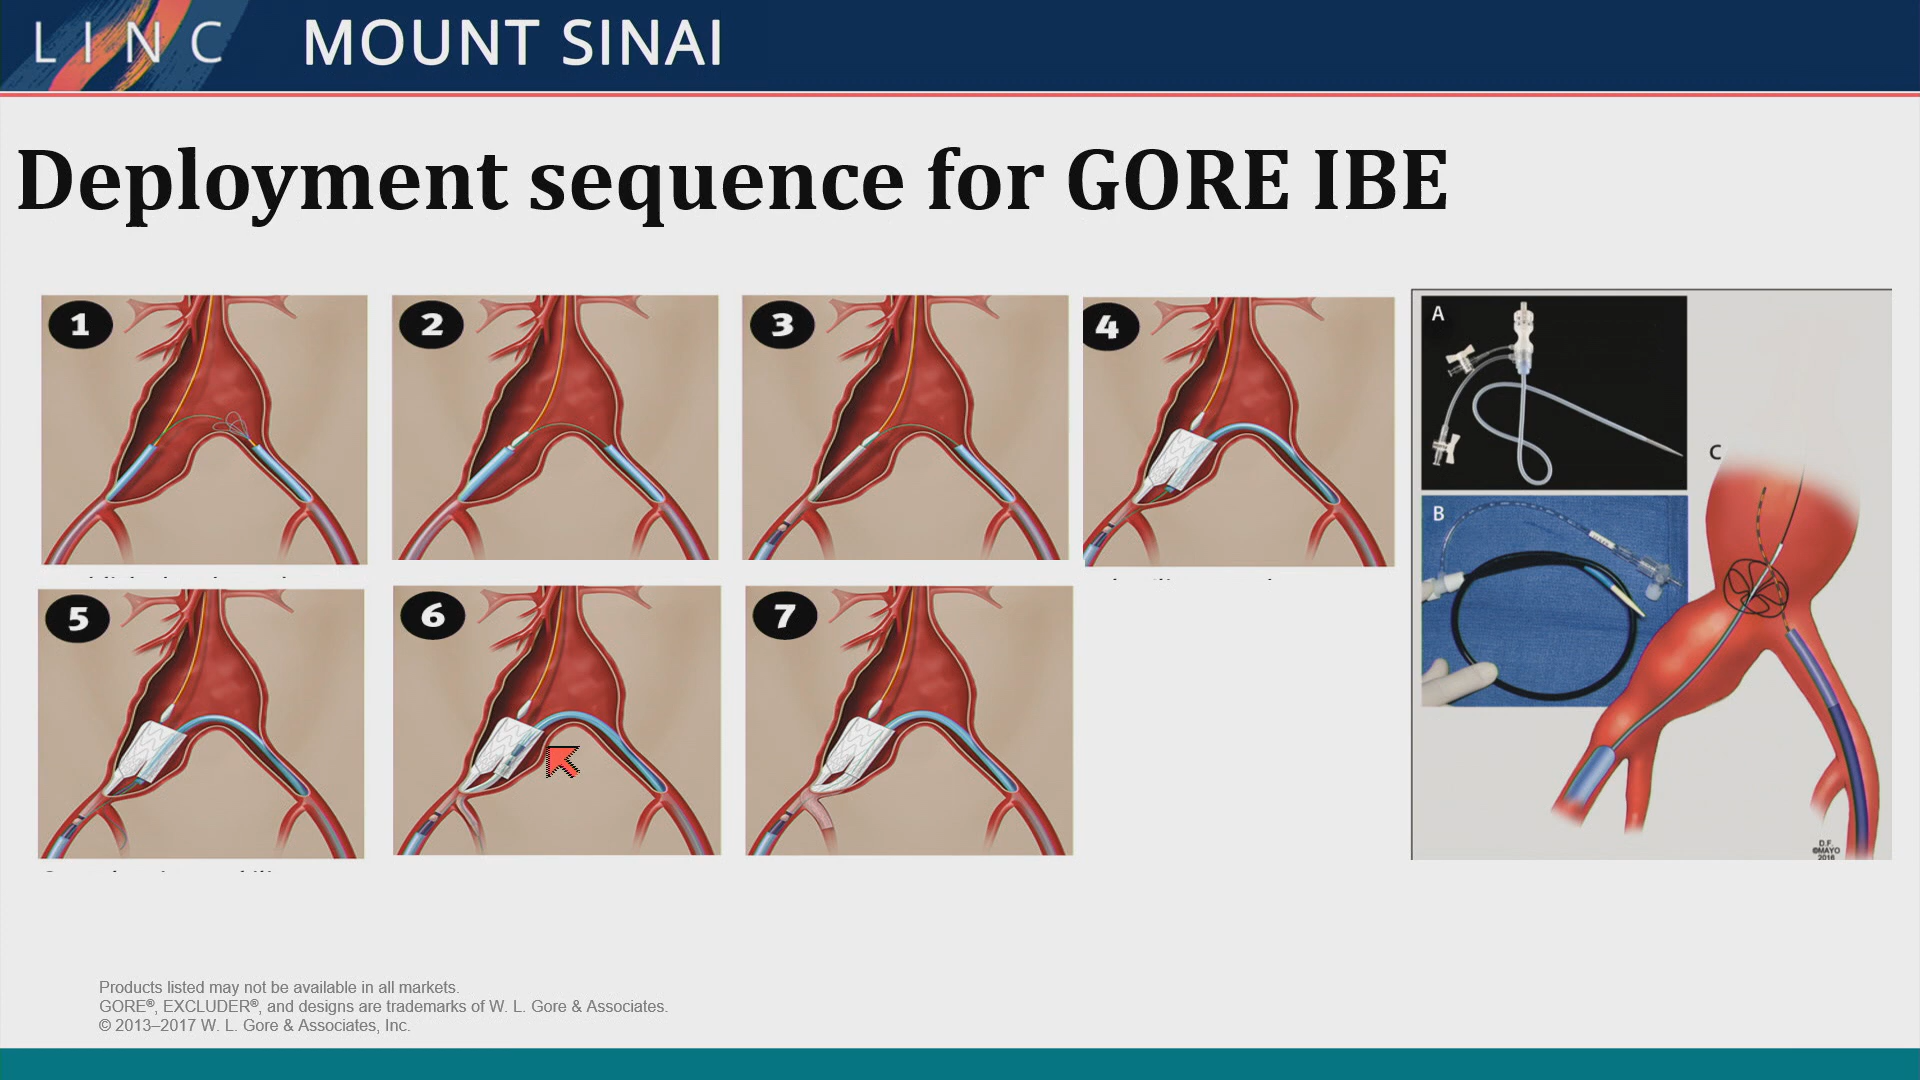 LINC MOUNT SINAI
Deployment sequence for GORE IBE
1
2
3
4
A
B
C
5
6
7
D.F.
©MAYO
2016
Products listed may not be available in all markets.
GORE®, EXCLUDER®, and designs are trademarks of W. L. Gore & Associates.
© 2013–2017 W. L. Gore & Associates, Inc.